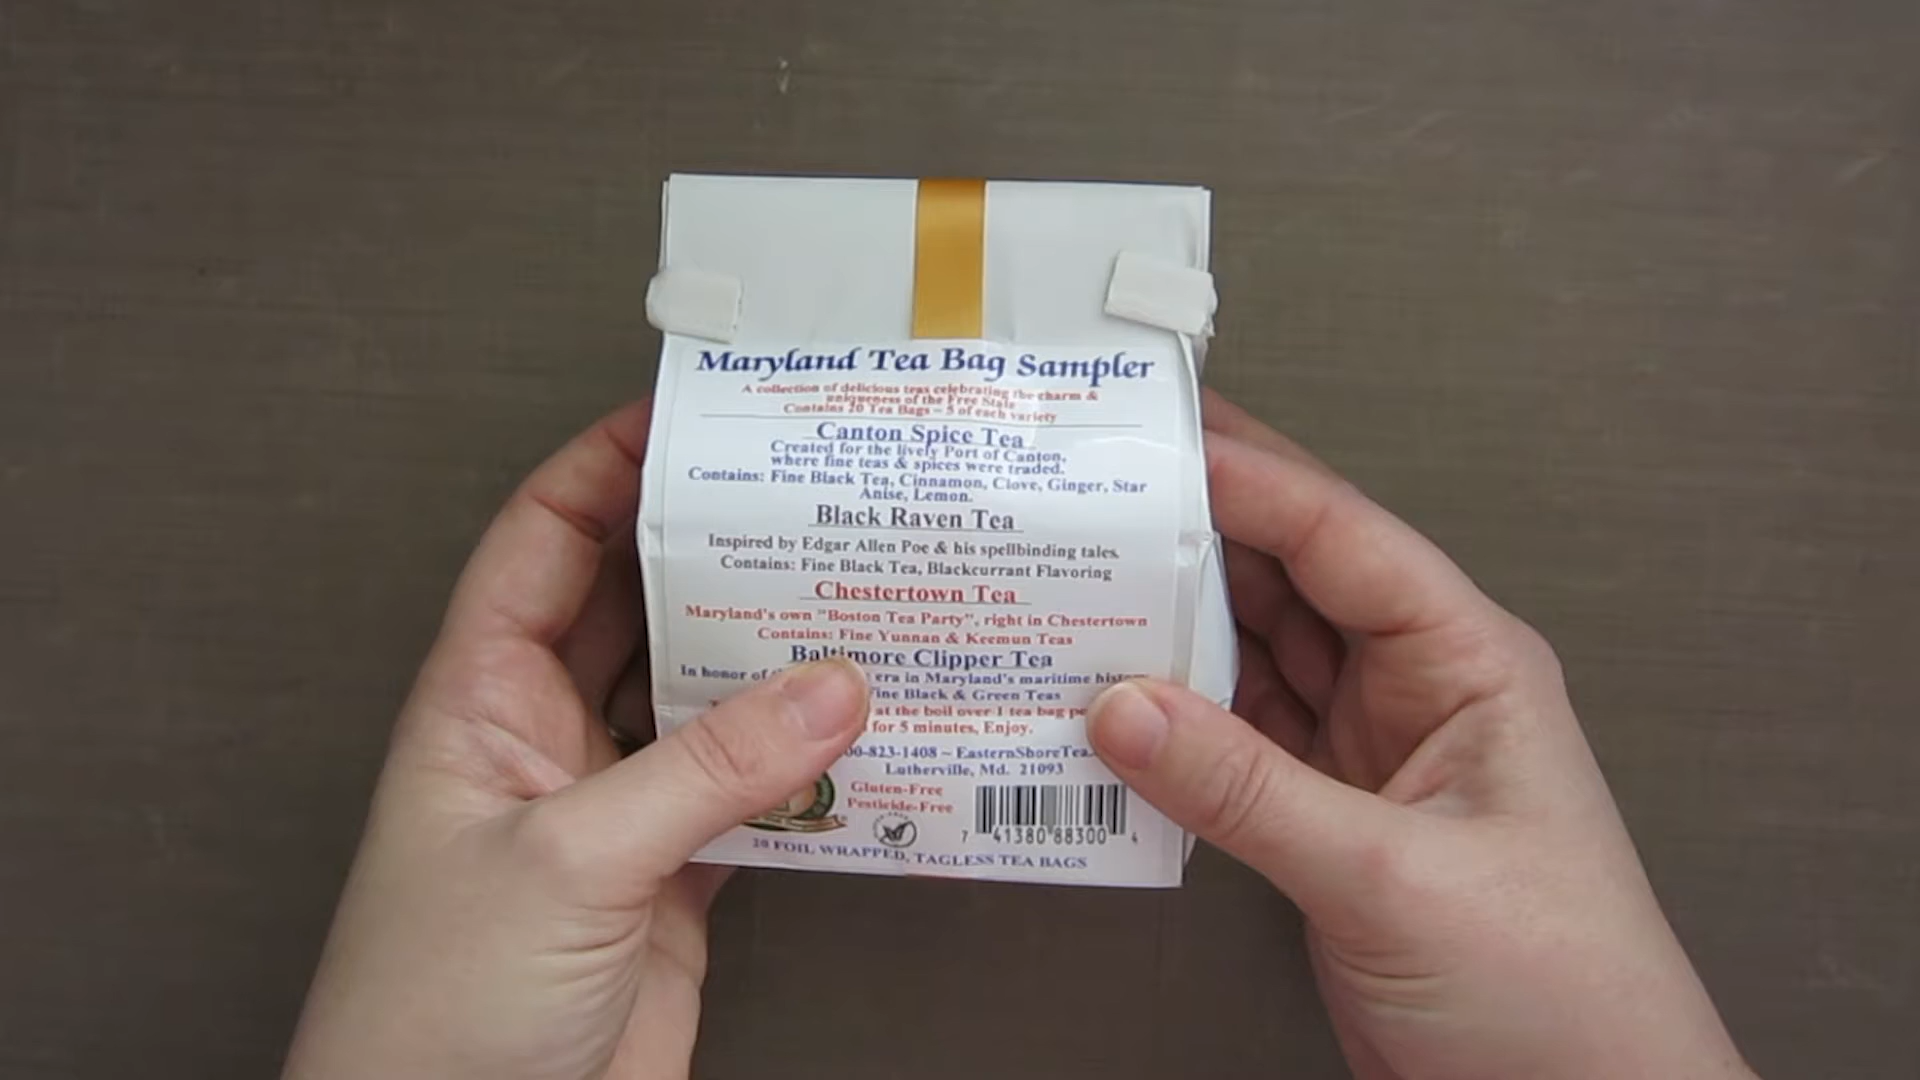 Maryland Tea Bag Sampler
A collection of delicious teas celebrating the charm &
uniqueness of the Free State
Contains 20 Tea Bags ~ 5 of each variety
Canton Spice Tea
Created for the lively Port of Canton,
where fine teas & spices were traded.
Contains: Fine Black Tea, Cinnamon, Clove, Ginger, Star
Anise, Lemon.
Black Raven Tea
Inspired by Edgar Allen Poe & his spellbinding tales.
Contains: Fine Black Tea, Blackcurrant Flavoring
Chestertown Tea
Maryland's own "Boston Tea Party", right in Chestertown
Contains: Fine Yunnan & Keemun Teas
Baltimore Clipper Tea
In honor of era in Maryland's maritime
Fine Black & Green Teas
at the boil over 1 tea bag
for 5 minutes, Enjoy.
00-823-1408 ~ EasternShoreTea.
Lutherville, Md. 21093
Gluten-Free
Pesticide-Free
7 41380 88300 4
20 FOIL WRAPPED, TAGLESS TEA BAGS